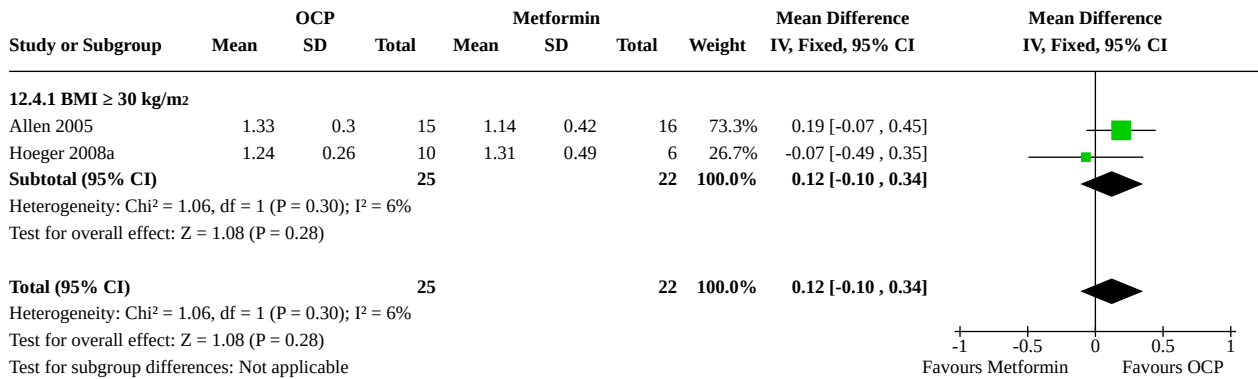 OCP Metformin Mean Difference Mean Difference
Study or Subgroup Mean SD Total Mean SD Total Weight IV, Fixed, 95% CI IV, Fixed, 95% CI
12.4.1 BMI ≥ 30 kg/m2
Allen 2005 1.33 0.3 15 1.14 0.42 16 73.3% 0.19 [-0.07 , 0.45]
Hoeger 2008a 1.24 0.26 10 1.31 0.49 6 26.7% -0.07 [-0.49 , 0.35]
Subtotal (95% CI) 25 22 100.0% 0.12 [-0.10 , 0.34]
Heterogeneity: Chi² = 1.06, df = 1 (P = 0.30); I² = 6%
Test for overall effect: Z = 1.08 (P = 0.28)
Total (95% CI) 25 22 100.0% 0.12 [-0.10 , 0.34]
Heterogeneity: Chi² = 1.06, df = 1 (P = 0.30); I² = 6%
Test for overall effect: Z = 1.08 (P = 0.28)
-1 -0.5 0 0.5 1
Test for subgroup differences: Not applicable Favours Metformin Favours OCP